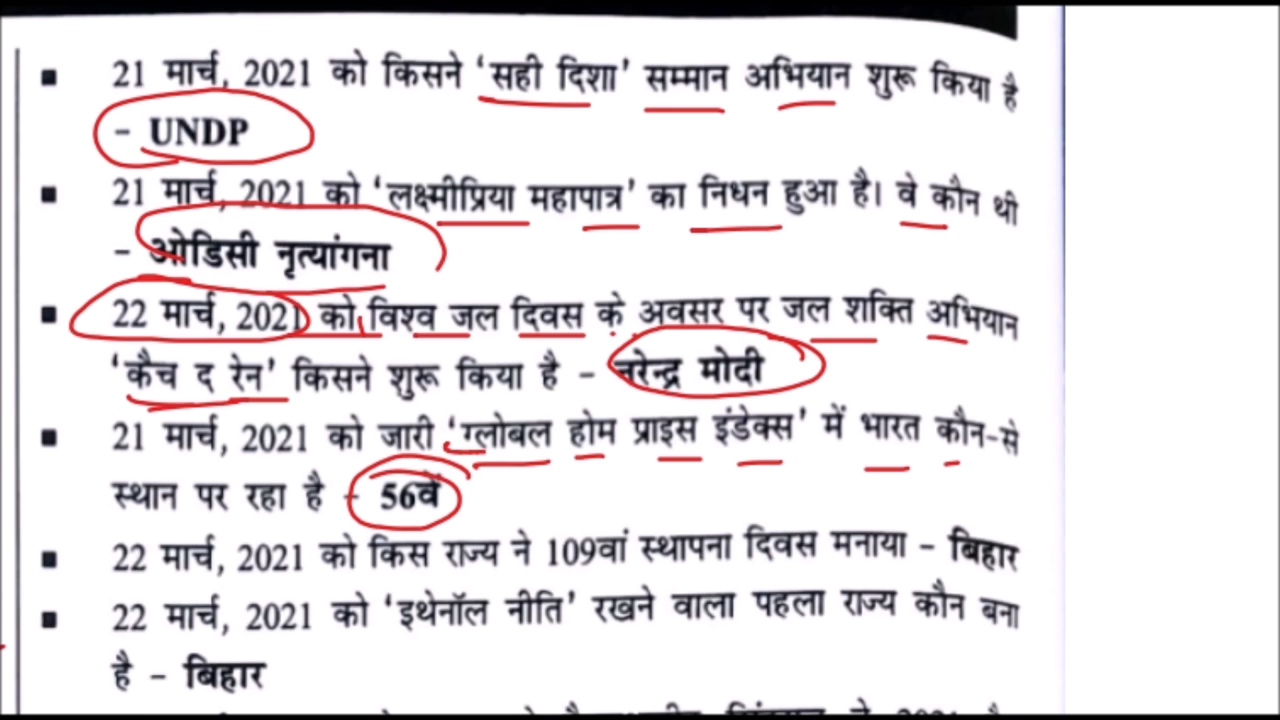 ▪ 21 मार्च, 2021 को किसने ‘सही दिशा’ सम्मान अभियान शुरू किया है
– UNDP
▪ 21 मार्च, 2021 को ‘लक्ष्मीप्रिया महापात्र’ का निधन हुआ है। वे कौन थी
– ओडिसी नृत्यांगना
▪ 22 मार्च, 2021 को विश्व जल दिवस के अवसर पर जल शक्ति अभियान
‘कैच द रेन’ किसने शुरू किया है – नरेन्द्र मोदी
▪ 21 मार्च, 2021 को जारी ‘ग्लोबल होम प्राइस इंडेक्स’ में भारत कौन-से
स्थान पर रहा है – 56वें
▪ 22 मार्च, 2021 को किस राज्य ने 109वां स्थापना दिवस मनाया – बिहार
▪ 22 मार्च, 2021 को ‘इथेनॉल नीति’ रखने वाला पहला राज्य कौन बना
है – बिहार